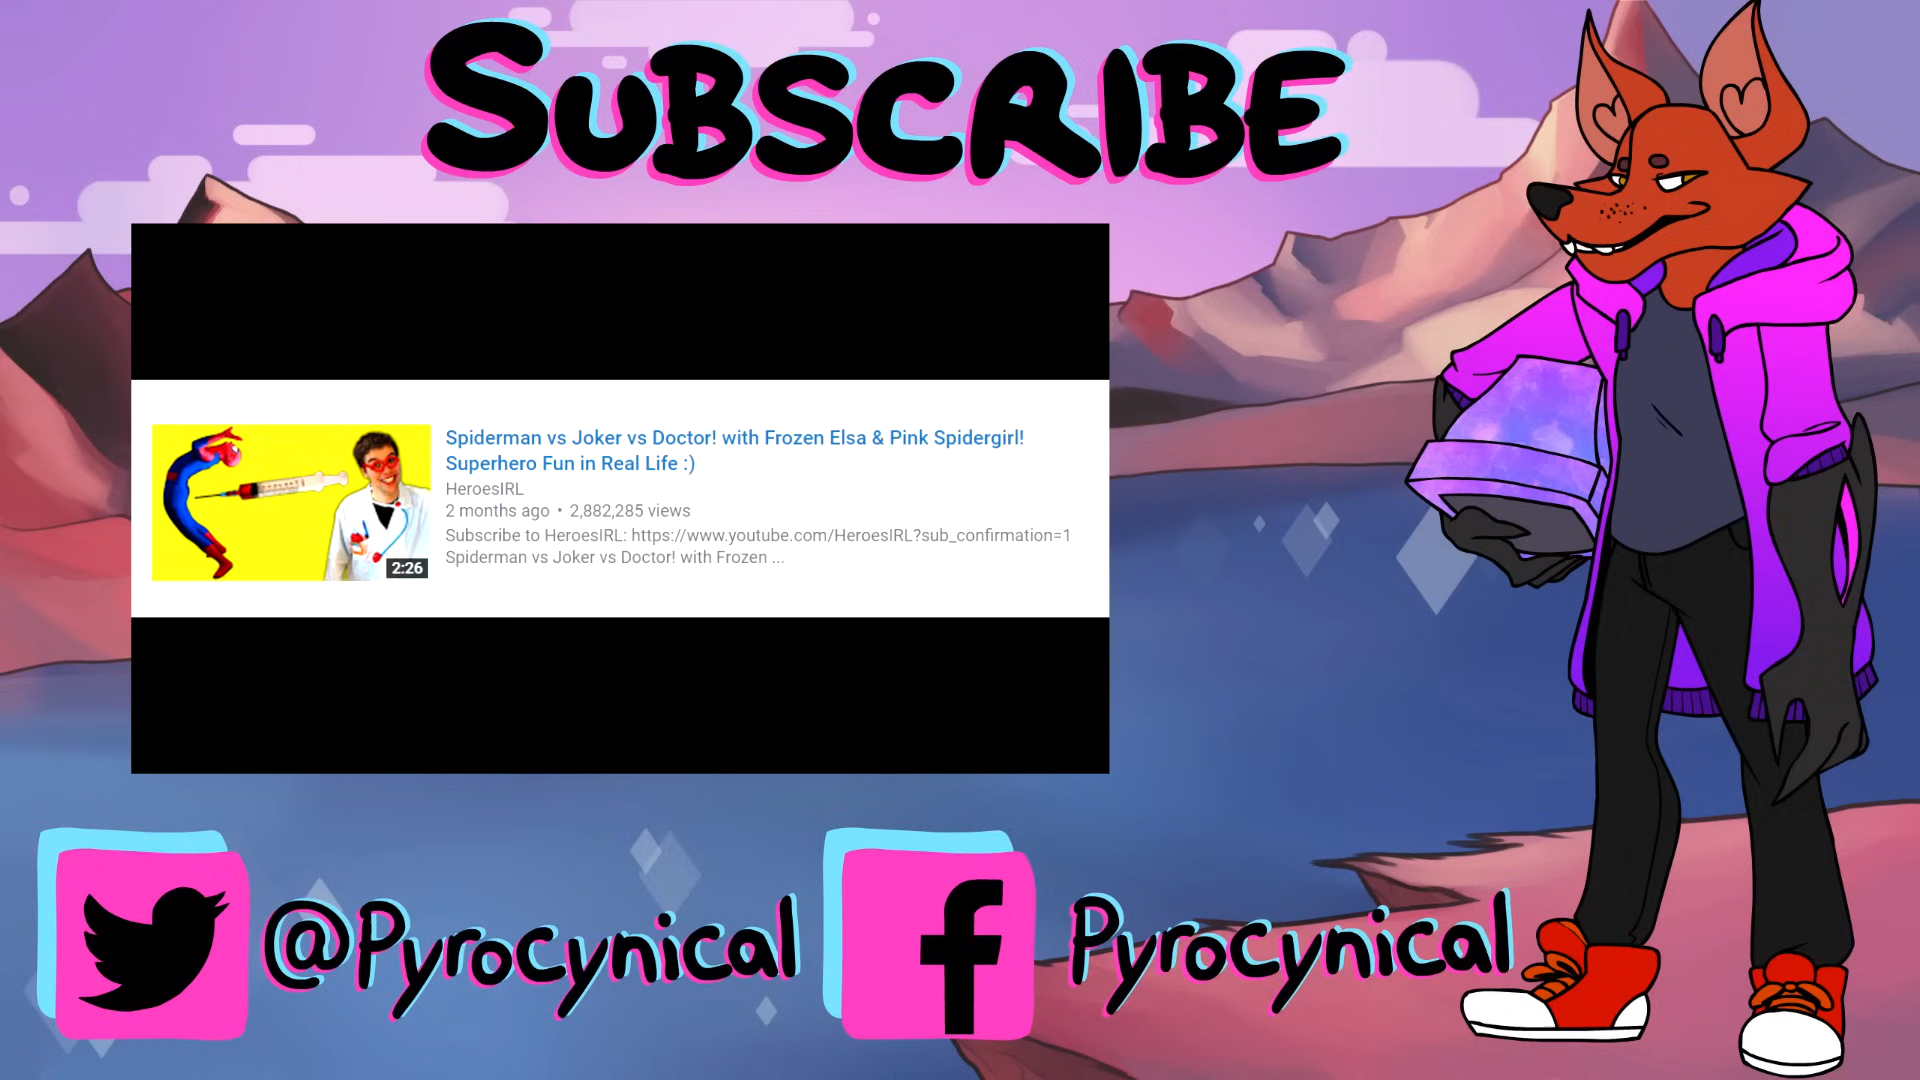 SUBSCRIBE
Spiderman vs Joker vs Doctor! with Frozen Elsa & Pink Spidergirl!
Superhero Fun in Real Life :)
HeroesIRL
2 months ago • 2,882,285 views
Subscribe to HeroesIRL: https://www.youtube.com/HeroesIRL?sub_confirmation=1
Spiderman vs Joker vs Doctor! with Frozen ...
2:26
@Pyrocynical
f Pyrocynical